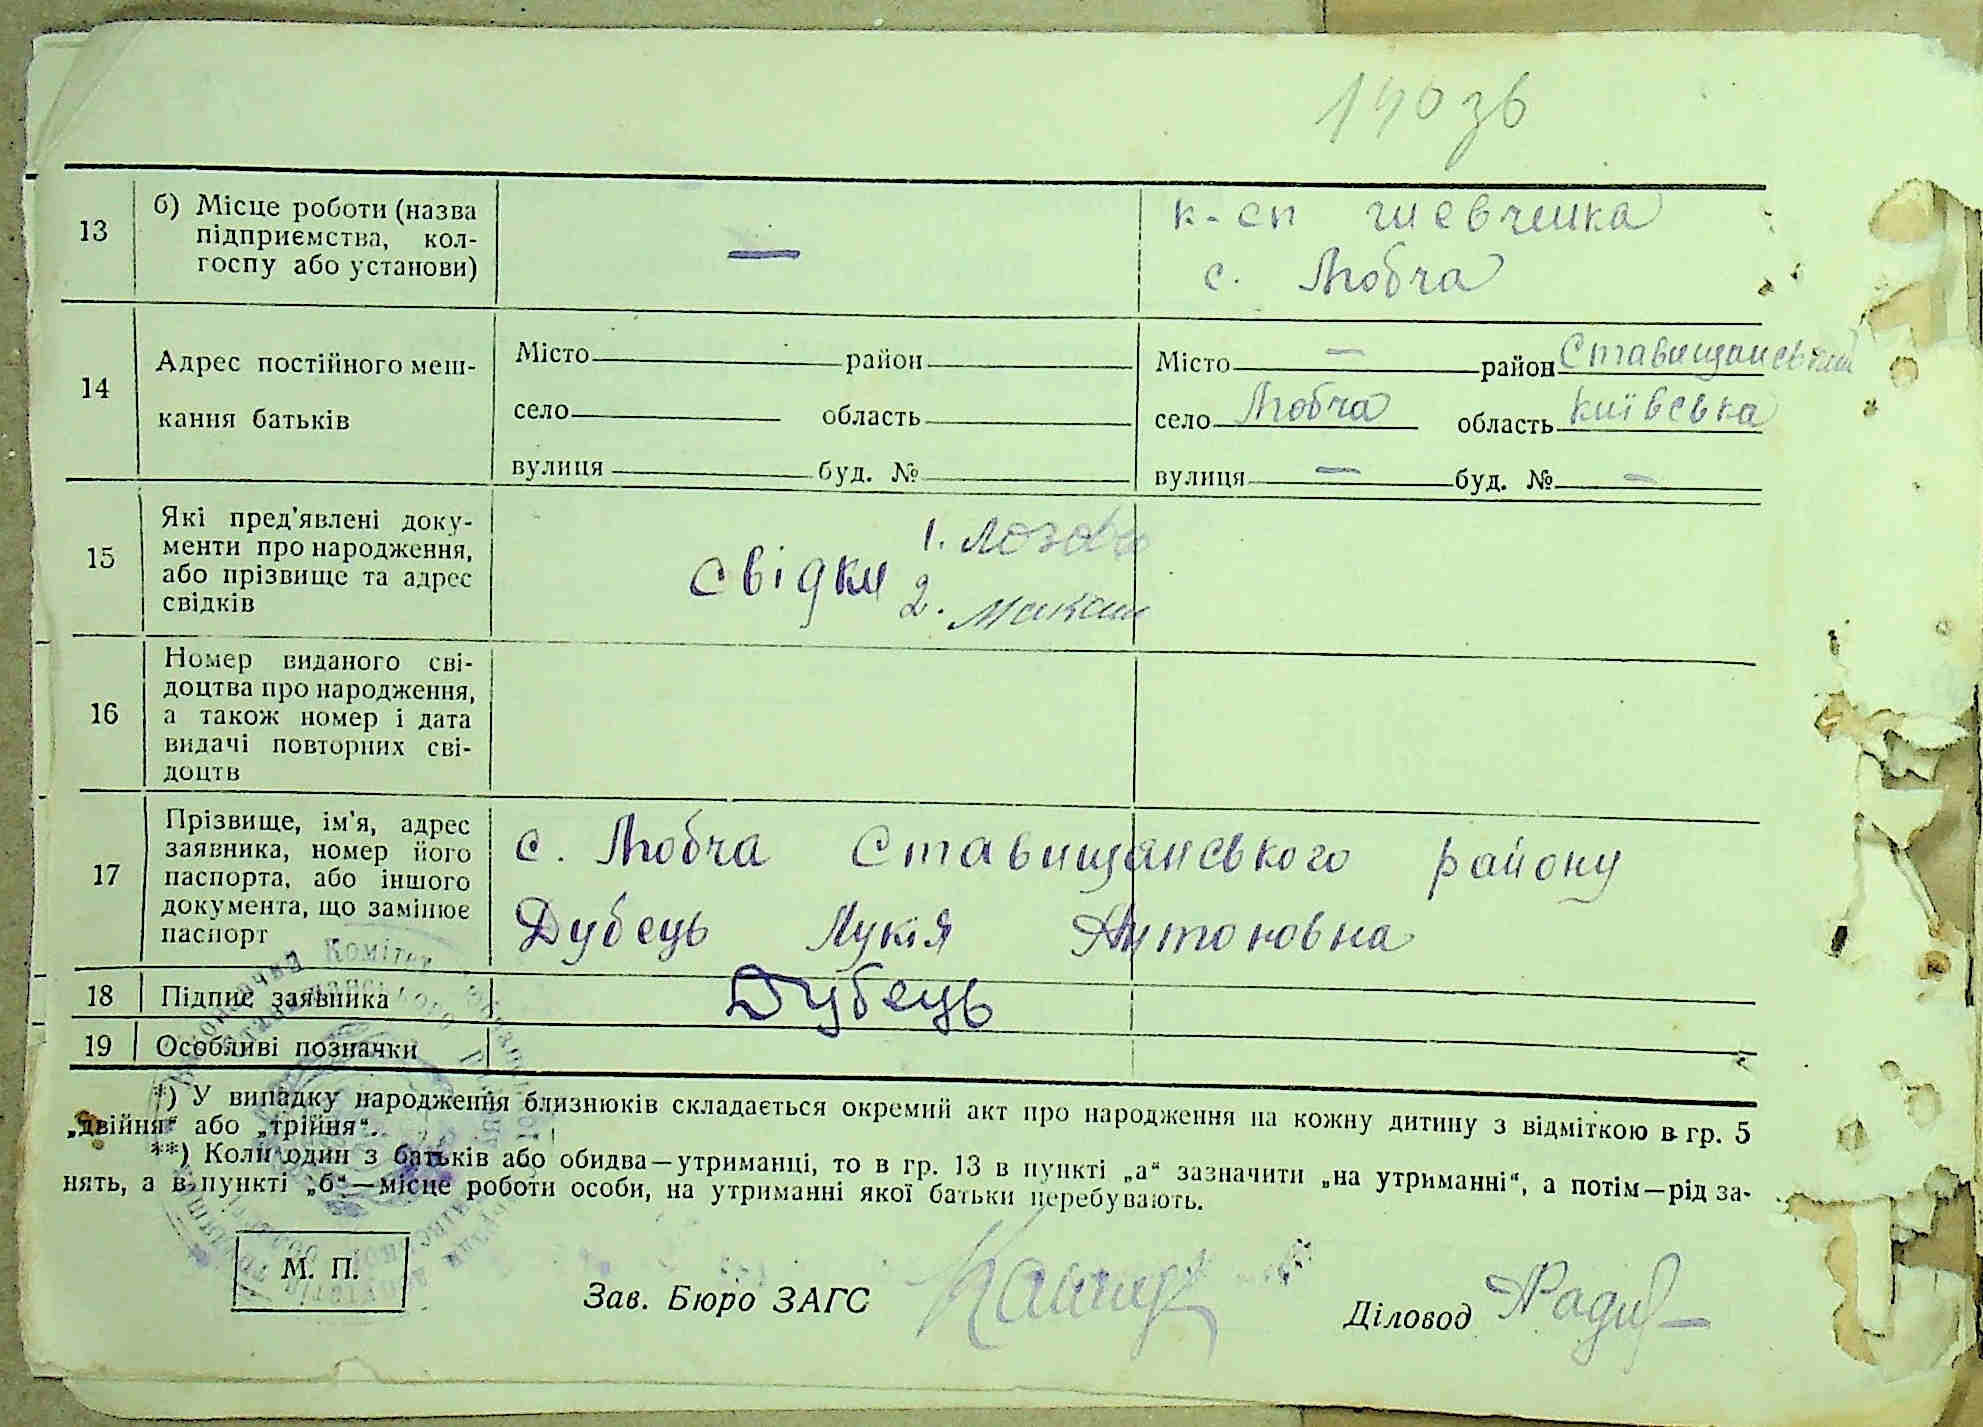 140 зв
13
б) Місце роботи (назва
підприємства, кол-
госпу або установи)
—
к-сп Шевченка
с. Любча
14
Адрес постійного меш-
кання батьків
Місто район
село область
вулиця буд. №
Місто — район Ставищанський
село Любча область Київська
вулиця — буд. № —
15
Які пред'явлені доку-
менти про народження,
або прізвище та адрес
свідків
свідки
1. Лозова
2.
16
Номер виданого сві-
доцтва про народження,
а також номер і дата
видачі повторних сві-
доцтв
17
Прізвище, ім'я, адрес
заявника, номер його
паспорта, або іншого
документа, що замінює
паспорт
с. Любча Ставищанського району
Дубець Лукія Антоновна
18
Підпис заявника
Дубець
19
Особливі позначки
*) У випадку народження близнюків складається окремий акт про народження на кожну дитину з відміткою в гр. 5
„двійня“ або „трійня“.
**) Коли один з батьків або обидва—утриманці, то в гр. 13 в пункті „а“ зазначити „на утриманні“, а потім—рід за-
нять, а в пункті „б“—місце роботи особи, на утриманні якої батьки перебувають.
М. П.
Зав. Бюро ЗАГС
Діловод